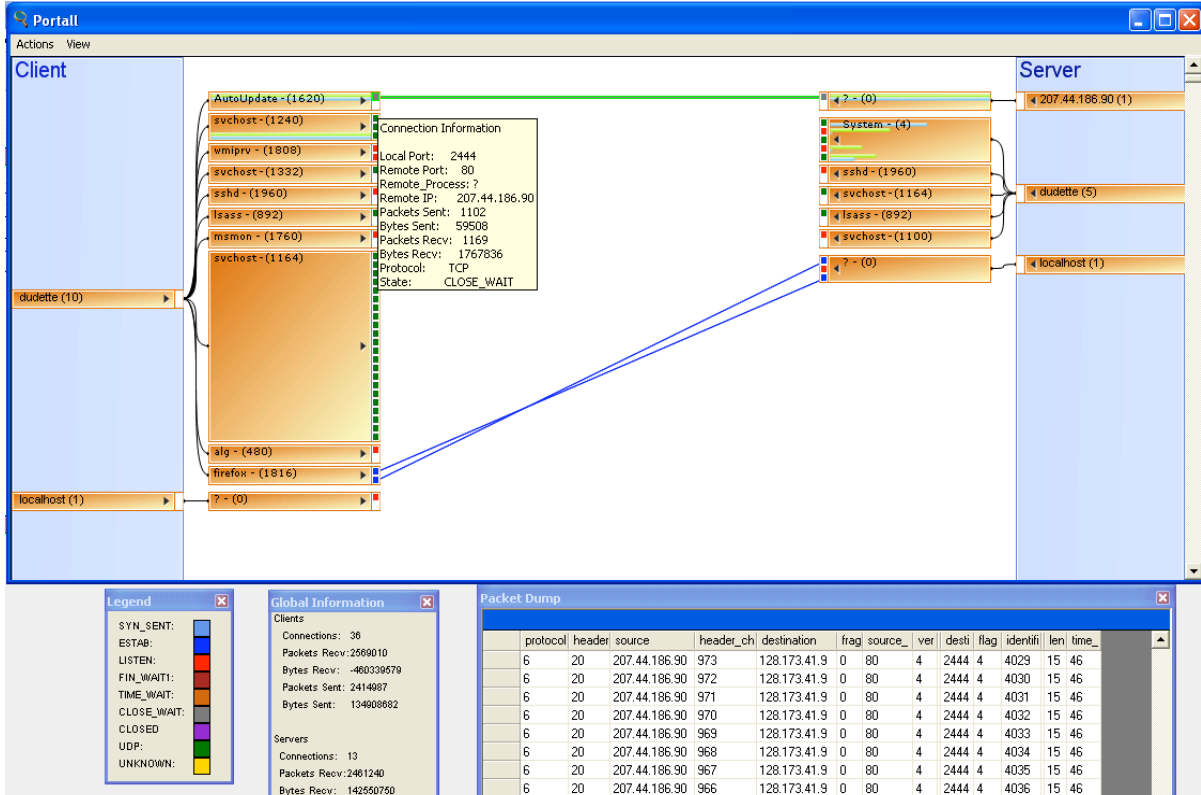 Portall
Actions View
Client
Server
AutoUpdate - (1620)
svchost - (1240)
wmiprv - (1808)
svchost - (1332)
sshd - (1960)
lsass - (892)
msmon - (1760)
svchost - (1164)
alg - (480)
firefox - (1816)
? - (0)
dudette (10)
localhost (1)
Connection Information
Local Port: 2444
Remote Port: 80
Remote_Process: ?
Remote IP: 207.44.186.90
Packets Sent: 1102
Bytes Sent: 59508
Packets Recv: 1169
Bytes Recv: 1767836
Protocol: TCP
State: CLOSE_WAIT
? - (0)
System - (4)
sshd - (1960)
svchost - (1164)
lsass - (892)
svchost - (1100)
? - (0)
207.44.186.90 (1)
dudette (5)
localhost (1)
Legend
SYN_SENT:
ESTAB:
LISTEN:
FIN_WAIT1:
TIME_WAIT:
CLOSE_WAIT:
CLOSED
UDP:
UNKNOWN:
Global Information
Clients
Connections: 36
Packets Recv: 2569010
Bytes Recv: -460339579
Packets Sent: 2414987
Bytes Sent: 134908682
Servers
Connections: 13
Packets Recv: 2461240
Bytes Recv: 142550750
Packet Dump
protocol header source header_ch destination frag source_ ver desti flag identifi len time_
6 20 207.44.186.90 973 128.173.41.9 0 80 4 2444 4 4029 15 46
6 20 207.44.186.90 972 128.173.41.9 0 80 4 2444 4 4030 15 46
6 20 207.44.186.90 971 128.173.41.9 0 80 4 2444 4 4031 15 46
6 20 207.44.186.90 970 128.173.41.9 0 80 4 2444 4 4032 15 46
6 20 207.44.186.90 969 128.173.41.9 0 80 4 2444 4 4033 15 46
6 20 207.44.186.90 968 128.173.41.9 0 80 4 2444 4 4034 15 46
6 20 207.44.186.90 967 128.173.41.9 0 80 4 2444 4 4035 15 46
6 20 207.44.186.90 966 128.173.41.9 0 80 4 2444 4 4036 15 46